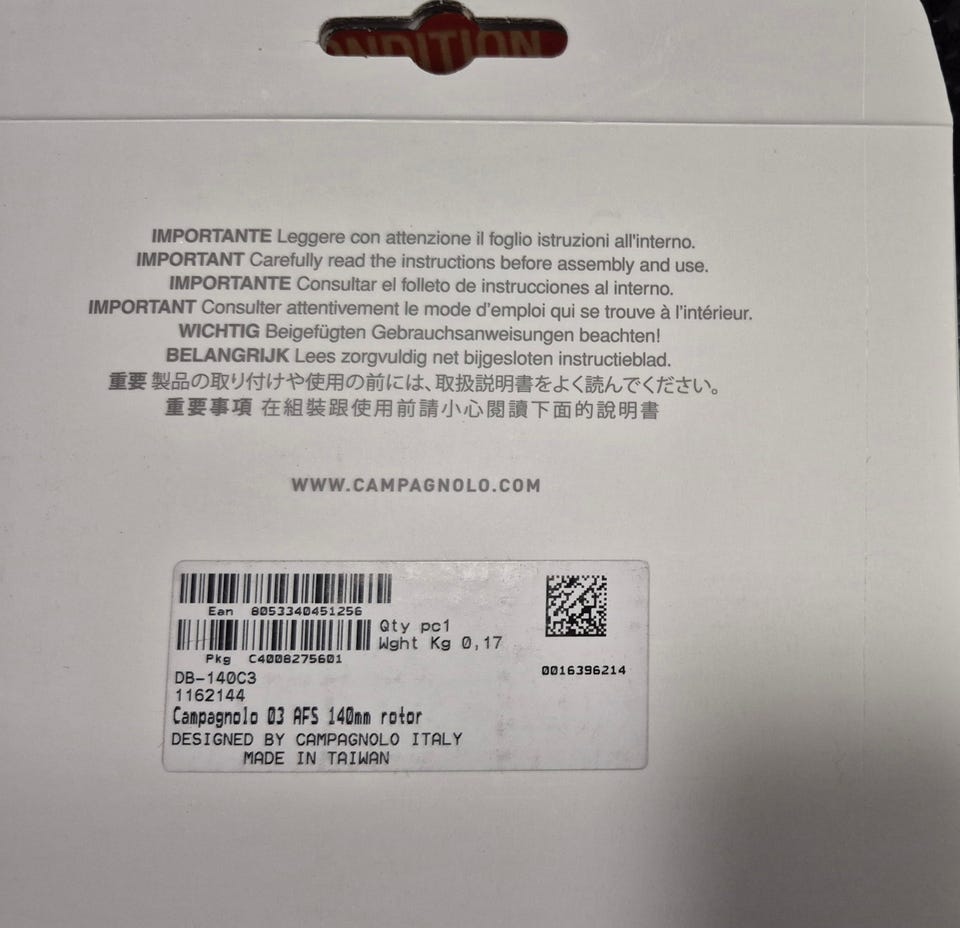 ONDITION
IMPORTANTE Leggere con attenzione il foglio istruzioni all'interno.
IMPORTANT Carefully read the instructions before assembly and use.
IMPORTANTE Consultar el folleto de instrucciones al interno.
IMPORTANT Consulter attentivement le mode d'emploi qui se trouve à l'intérieur.
WICHTIG Beigefügten Gebrauchsanweisungen beachten!
BELANGRIJK Lees zorgvuldig net bijgesloten instructieblad.
重要 製品の取り付けや使用の前には、取扱説明書をよく読んでください。
重要事項 在組裝跟使用前請小心閱讀下面的說明書
WWW.CAMPAGNOLO.COM
Ean 8053340451256
Qty pc1
Wght Kg 0,17
Pkg C4008275601
0016396214
DB-140C3
1162144
Campagnolo 03 AFS 140mm rotor
DESIGNED BY CAMPAGNOLO ITALY
MADE IN TAIWAN